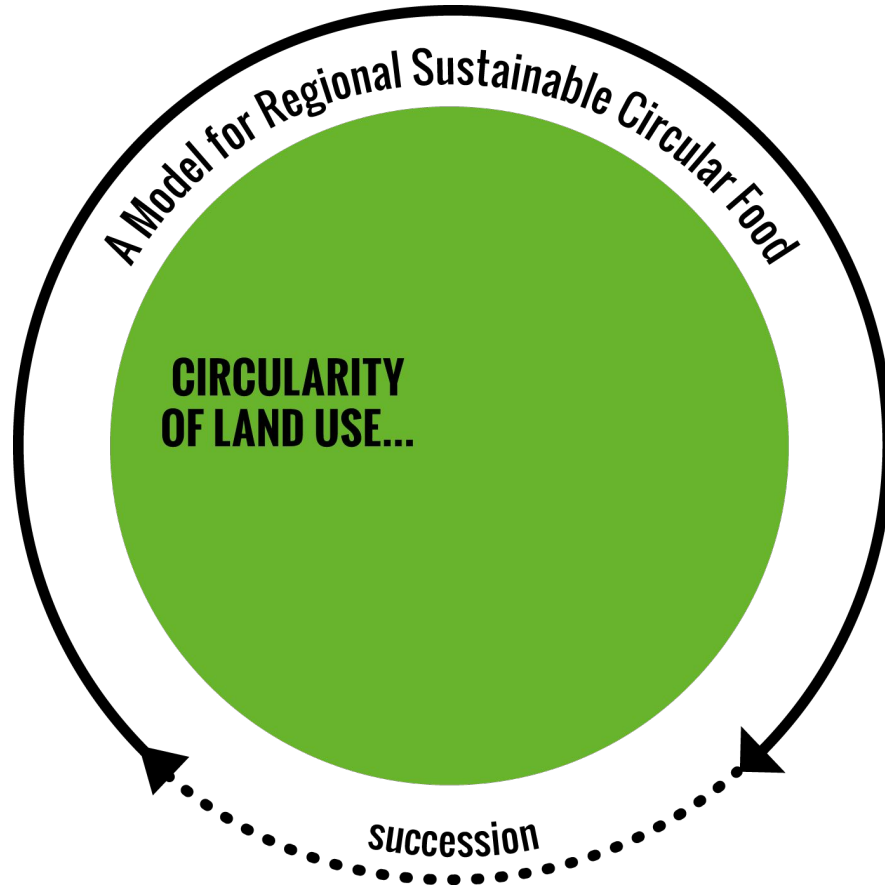 A Model for Regional Sustainable Circular Food
CIRCULARITY
OF LAND USE...
succession